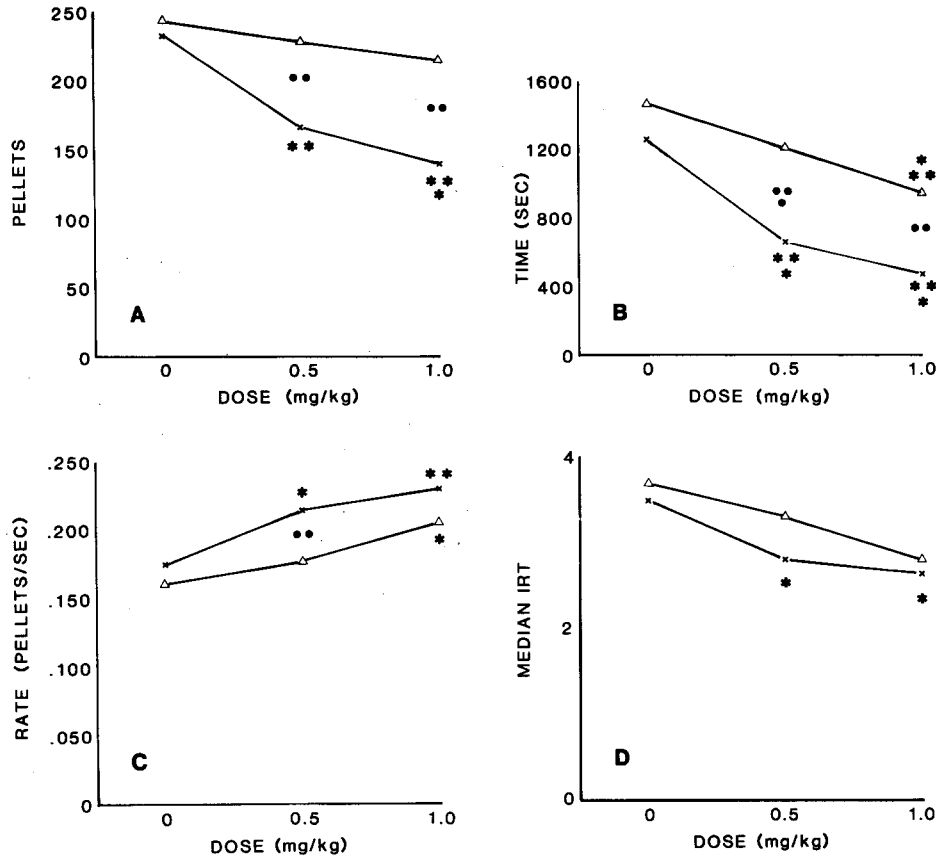 PELLETS
250
200
150
100
50
0
A
0 0.5 1.0
DOSE (mg/kg)
TIME (SEC)
1600
1200
800
400
0
B
0 0.5 1.0
DOSE (mg/kg)
RATE (PELLETS/SEC)
.250
.200
.150
.100
.050
0
C
0 0.5 1.0
DOSE (mg/kg)
MEDIAN IRT
4
2
0
D
0 0.5 1.0
DOSE (mg/kg)